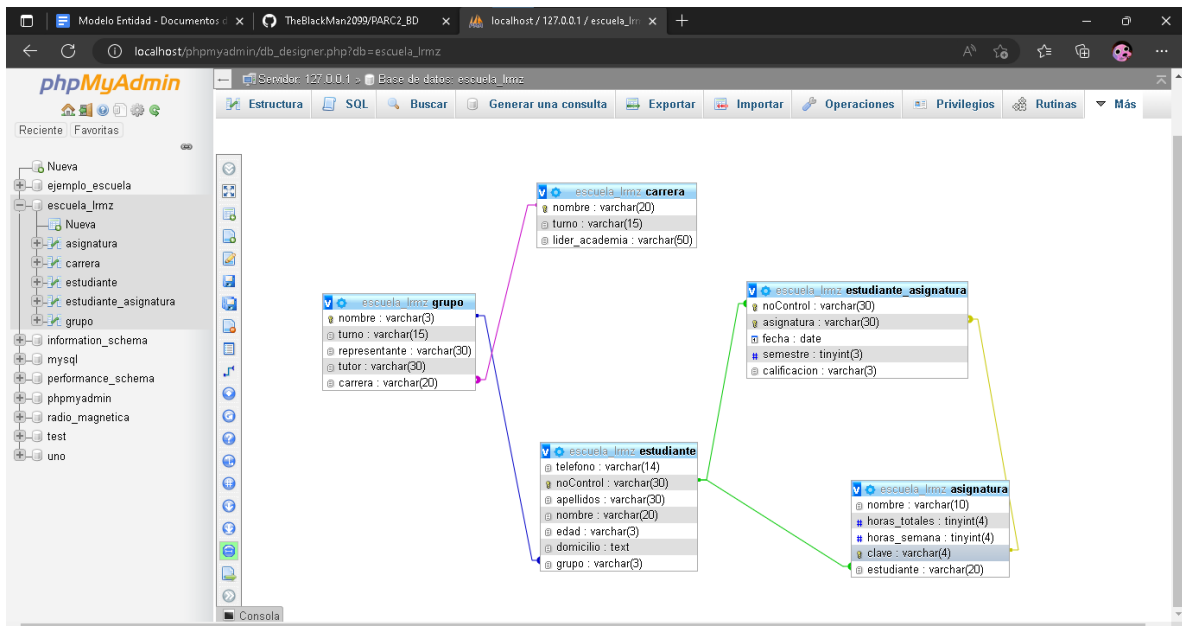 Modelo Entidad - Documentos d
TheBlackMan2099/PARC2_BD
localhost / 127.0.0.1 / escuela_lrm
localhost/phpmyadmin/db_designer.php?db=escuela_lrmz
phpMyAdmin
Reciente
Favoritas
Nueva
ejemplo_escuela
escuela_lrmz
Nueva
asignatura
carrera
estudiante
estudiante_asignatura
grupo
information_schema
mysql
performance_schema
phpmyadmin
radio_magnetica
test
uno
Servidor: 127.0.0.1 » Base de datos: escuela_lrmz
Estructura
SQL
Buscar
Generar una consulta
Exportar
Importar
Operaciones
Privilegios
Rutinas
Más
escuela_lrmz carrera
nombre : varchar(20)
turno : varchar(15)
lider_academia : varchar(50)
escuela_lrmz grupo
nombre : varchar(3)
turno : varchar(15)
representante : varchar(30)
tutor : varchar(30)
carrera : varchar(20)
escuela_lrmz estudiante_asignatura
noControl : varchar(30)
asignatura : varchar(30)
fecha : date
semestre : tinyint(3)
calificacion : varchar(3)
escuela_lrmz estudiante
telefono : varchar(14)
noControl : varchar(30)
apellidos : varchar(30)
nombre : varchar(20)
edad : varchar(3)
domicilio : text
grupo : varchar(3)
escuela_lrmz asignatura
nombre : varchar(10)
horas_totales : tinyint(4)
horas_semana : tinyint(4)
clave : varchar(4)
estudiante : varchar(20)
Consola